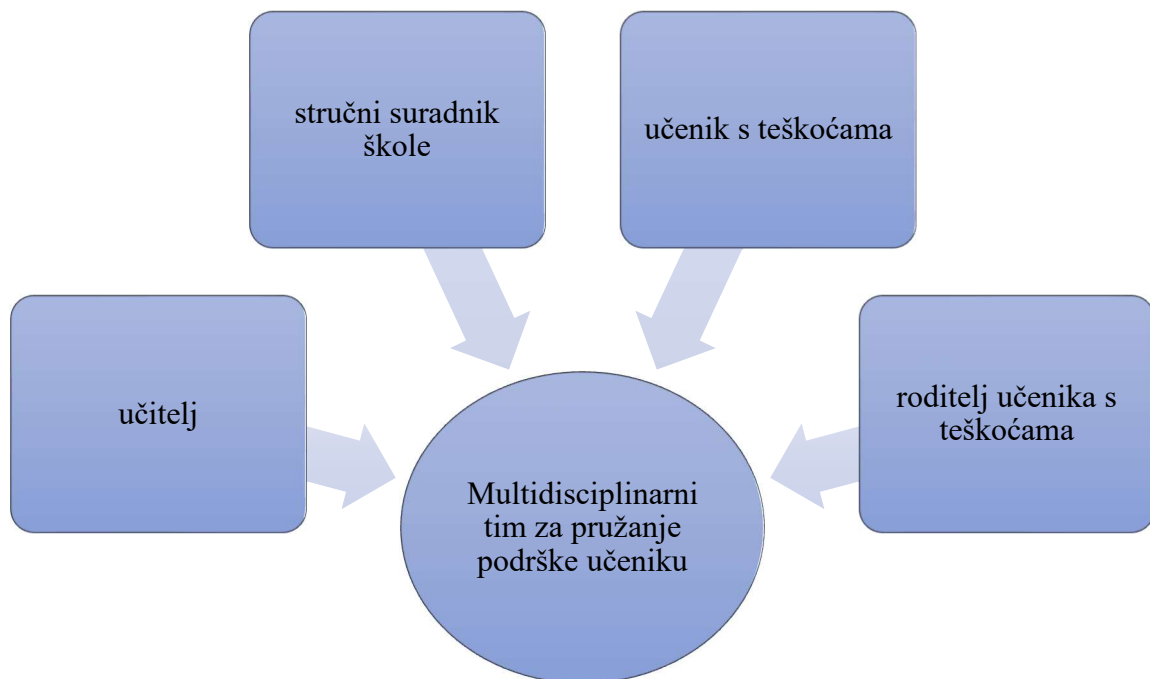 stručni suradnik
škole
učenik s teškoćama
učitelj
roditelj učenika s
teškoćama
Multidisciplinarni
tim za pružanje
podrške učeniku